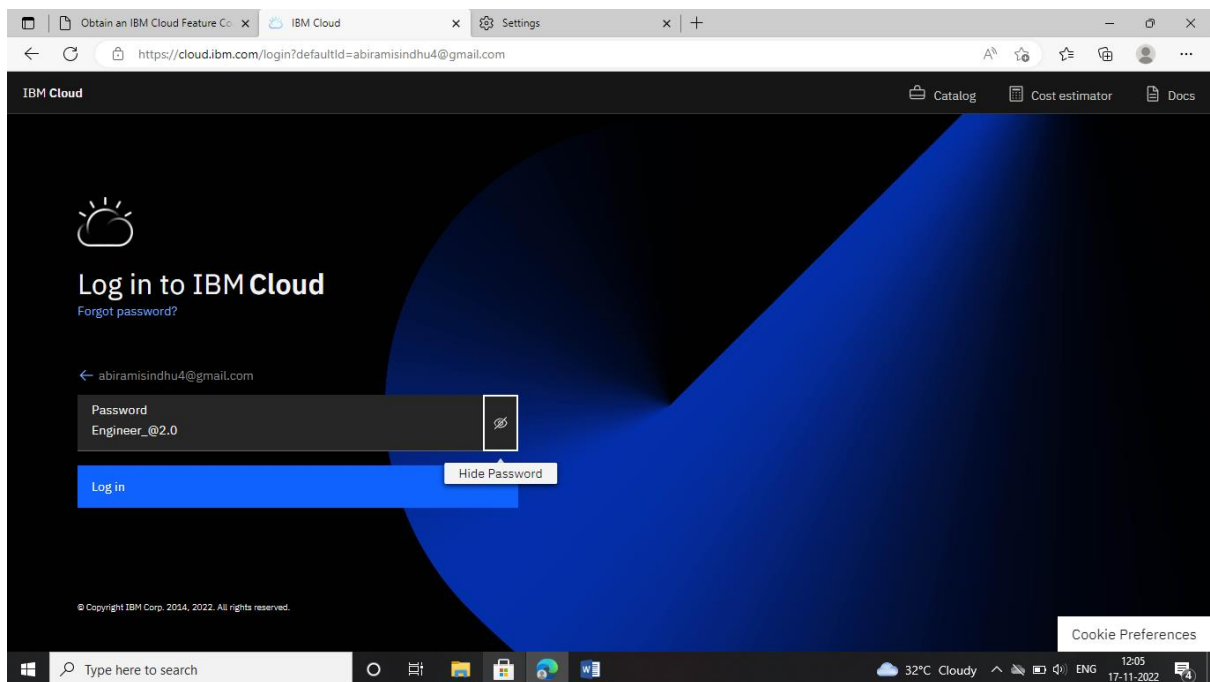 Obtain an IBM Cloud Feature Co
IBM Cloud
Settings
https://cloud.ibm.com/login?defaultId=abiramisindhu4@gmail.com
IBM Cloud
Catalog
Cost estimator
Docs
Log in to IBM Cloud
Forgot password?
abiramisindhu4@gmail.com
Password
Engineer_@2.0
Hide Password
Log in
© Copyright IBM Corp. 2014, 2022. All rights reserved.
Cookie Preferences
Type here to search
32°C Cloudy
ENG
12:05
17-11-2022
4